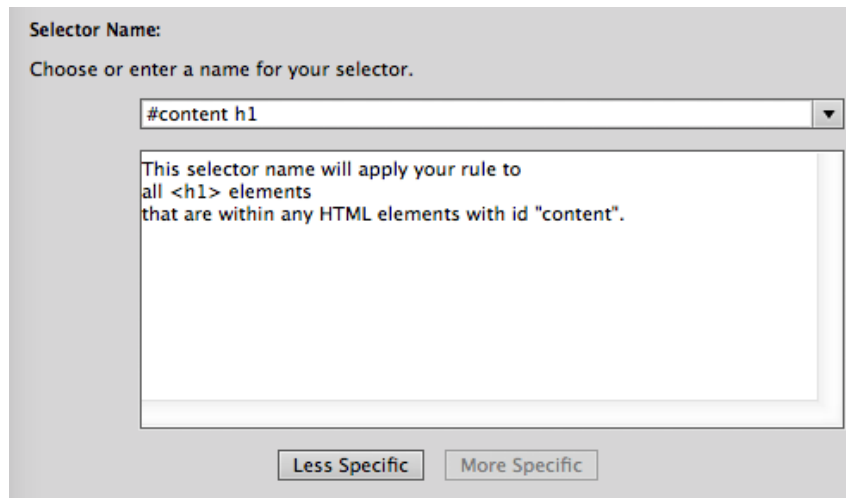 Selector Name:
Choose or enter a name for your selector.
#content h1
This selector name will apply your rule to
all <h1> elements
that are within any HTML elements with id "content".
Less Specific More Specific